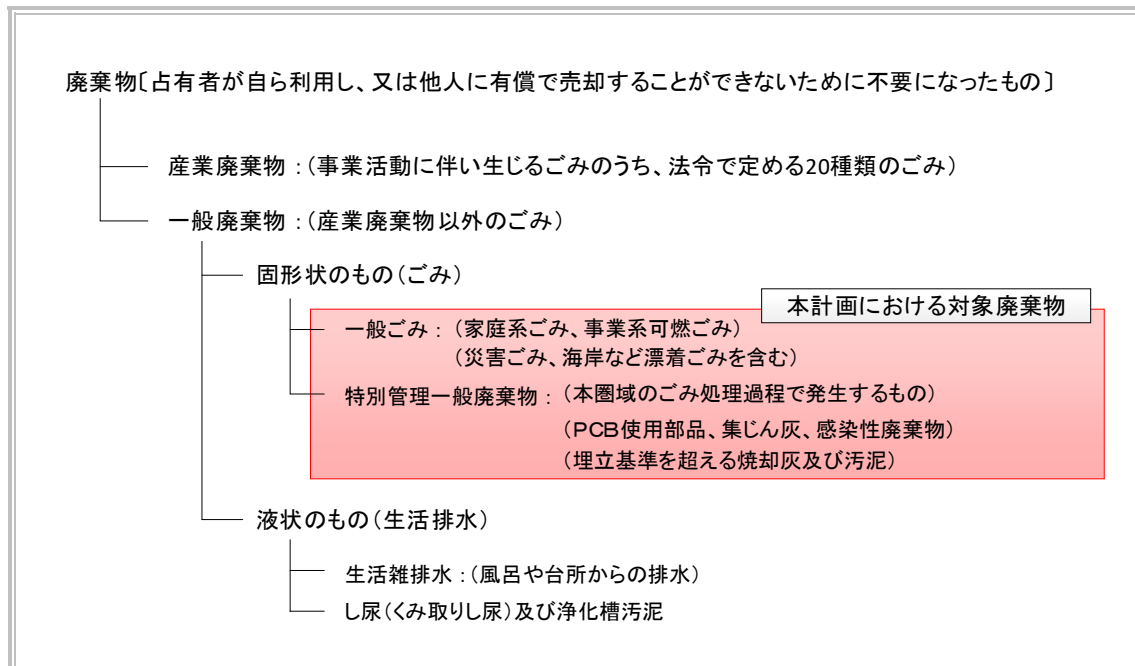 廃棄物〔占有者が自ら利用し、又は他人に有償で売却することができないために不要になったもの〕
産業廃棄物：（事業活動に伴い生じるごみのうち、法令で定める20種類のごみ）
一般廃棄物：（産業廃棄物以外のごみ）
固形状のもの（ごみ）
本計画における対象廃棄物
一般ごみ：（家庭系ごみ、事業系可燃ごみ）
（災害ごみ、海岸など漂着ごみを含む）
特別管理一般廃棄物：（本圏域のごみ処理過程で発生するもの）
（PCB使用部品、集じん灰、感染性廃棄物）
（埋立基準を超える焼却灰及び汚泥）
液状のもの（生活排水）
生活雑排水：（風呂や台所からの排水）
し尿（くみ取りし尿）及び浄化槽汚泥